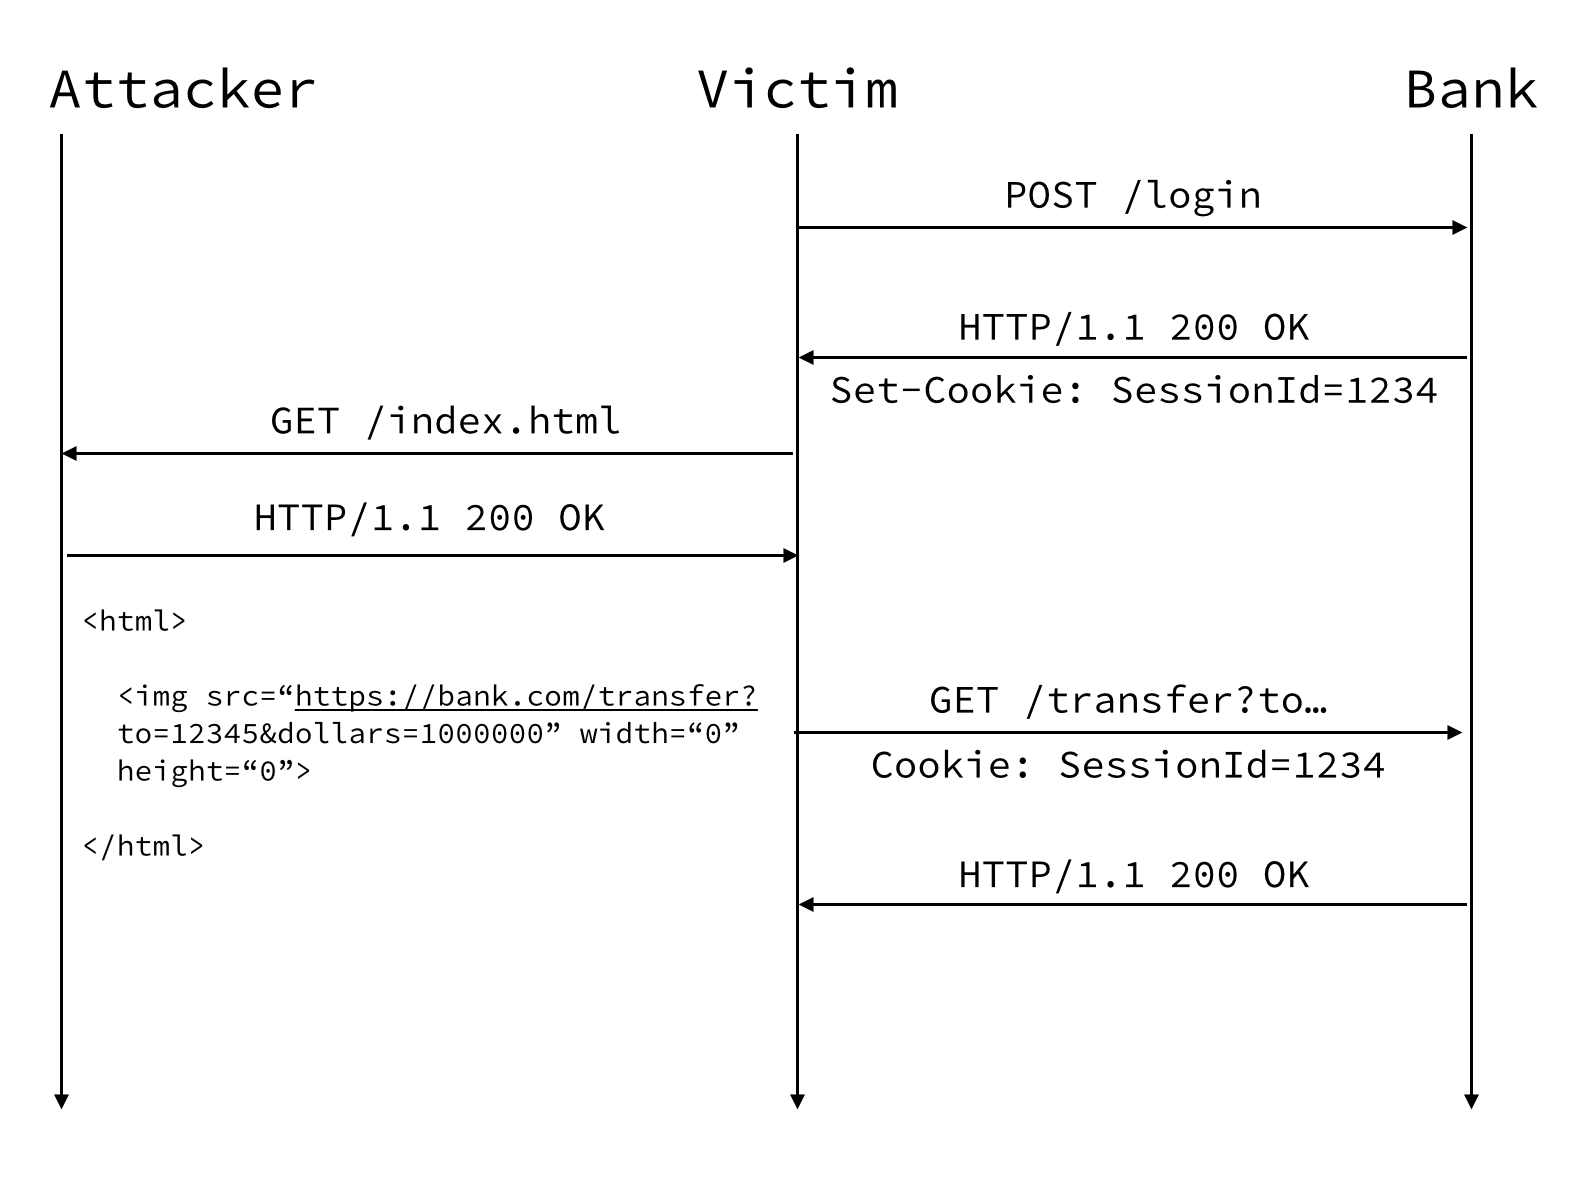 Attacker
Victim
Bank
POST /login
HTTP/1.1 200 OK
Set-Cookie: SessionId=1234
GET /index.html
HTTP/1.1 200 OK
<html>
<img src=“https://bank.com/transfer?
to=12345&dollars=1000000” width=“0”
height=“0”>
</html>
GET /transfer?to…
Cookie: SessionId=1234
HTTP/1.1 200 OK